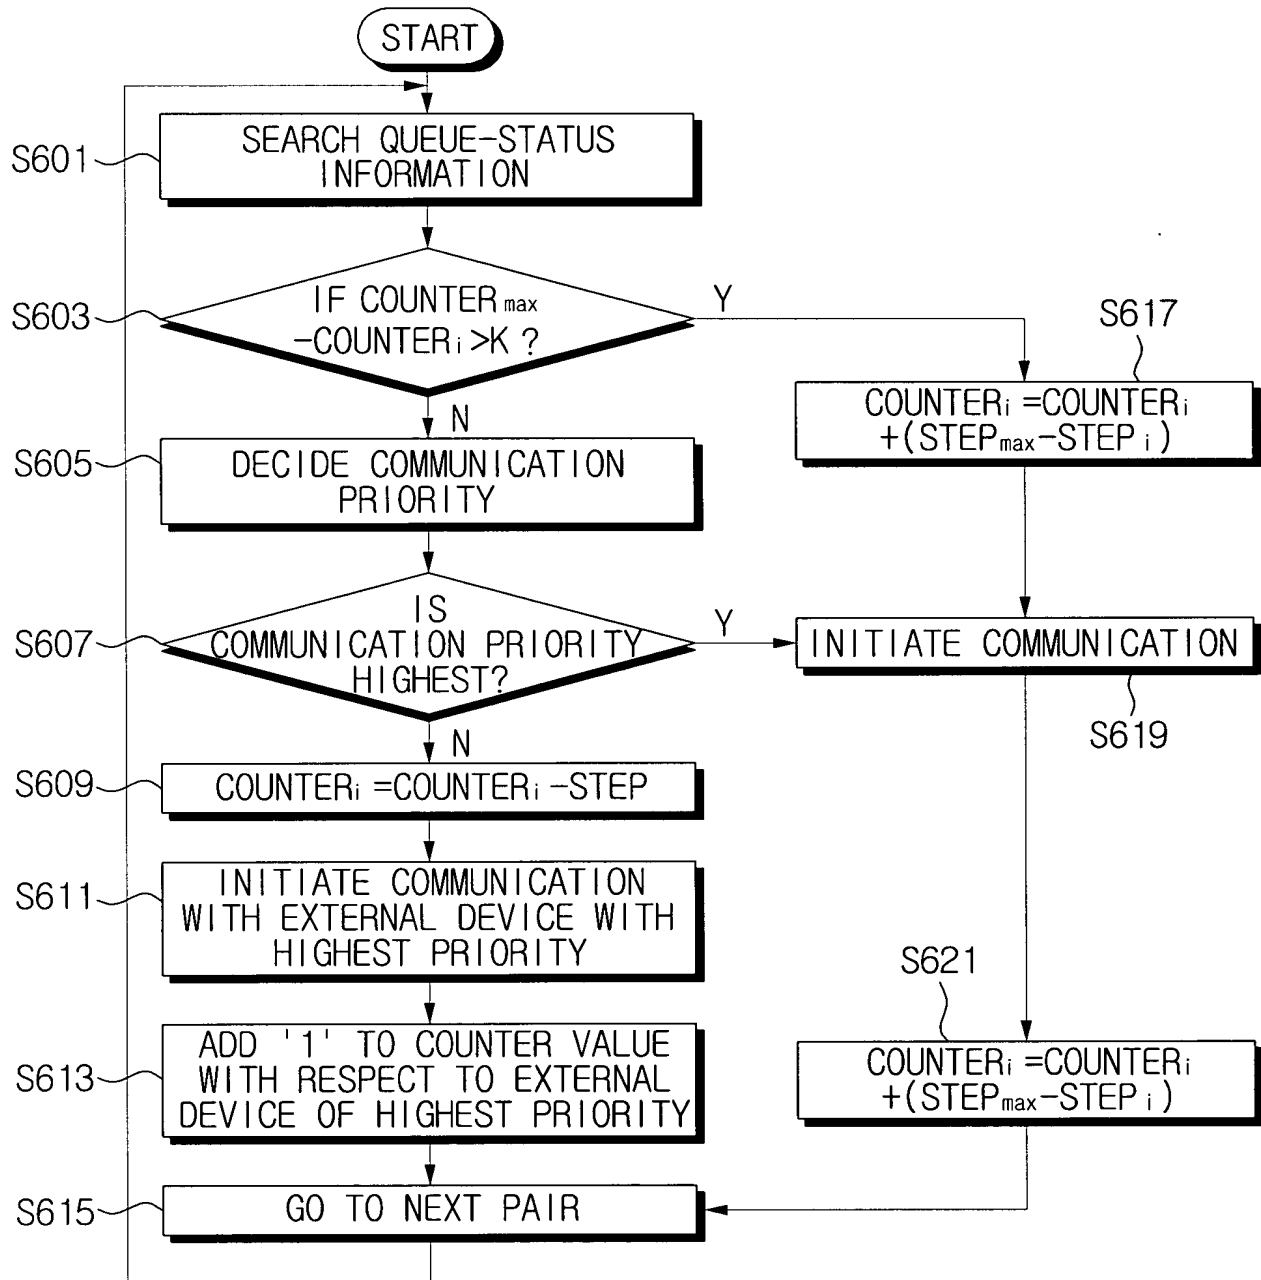 START
S601
SEARCH QUEUE-STATUS
INFORMATION
S603
IF COUNTERmax
-COUNTERi>K ?
Y
N
S617
COUNTERi=COUNTERi
+(STEPmax-STEPi)
S605
DECIDE COMMUNICATION
PRIORITY
S607
IS
COMMUNICATION PRIORITY
HIGHEST?
Y
N
INITIATE COMMUNICATION
S619
S609
COUNTERi=COUNTERi-STEP
S611
INITIATE COMMUNICATION
WITH EXTERNAL DEVICE WITH
HIGHEST PRIORITY
S621
COUNTERi=COUNTERi
+(STEPmax-STEPi)
S613
ADD '1' TO COUNTER VALUE
WITH RESPECT TO EXTERNAL
DEVICE OF HIGHEST PRIORITY
S615
GO TO NEXT PAIR